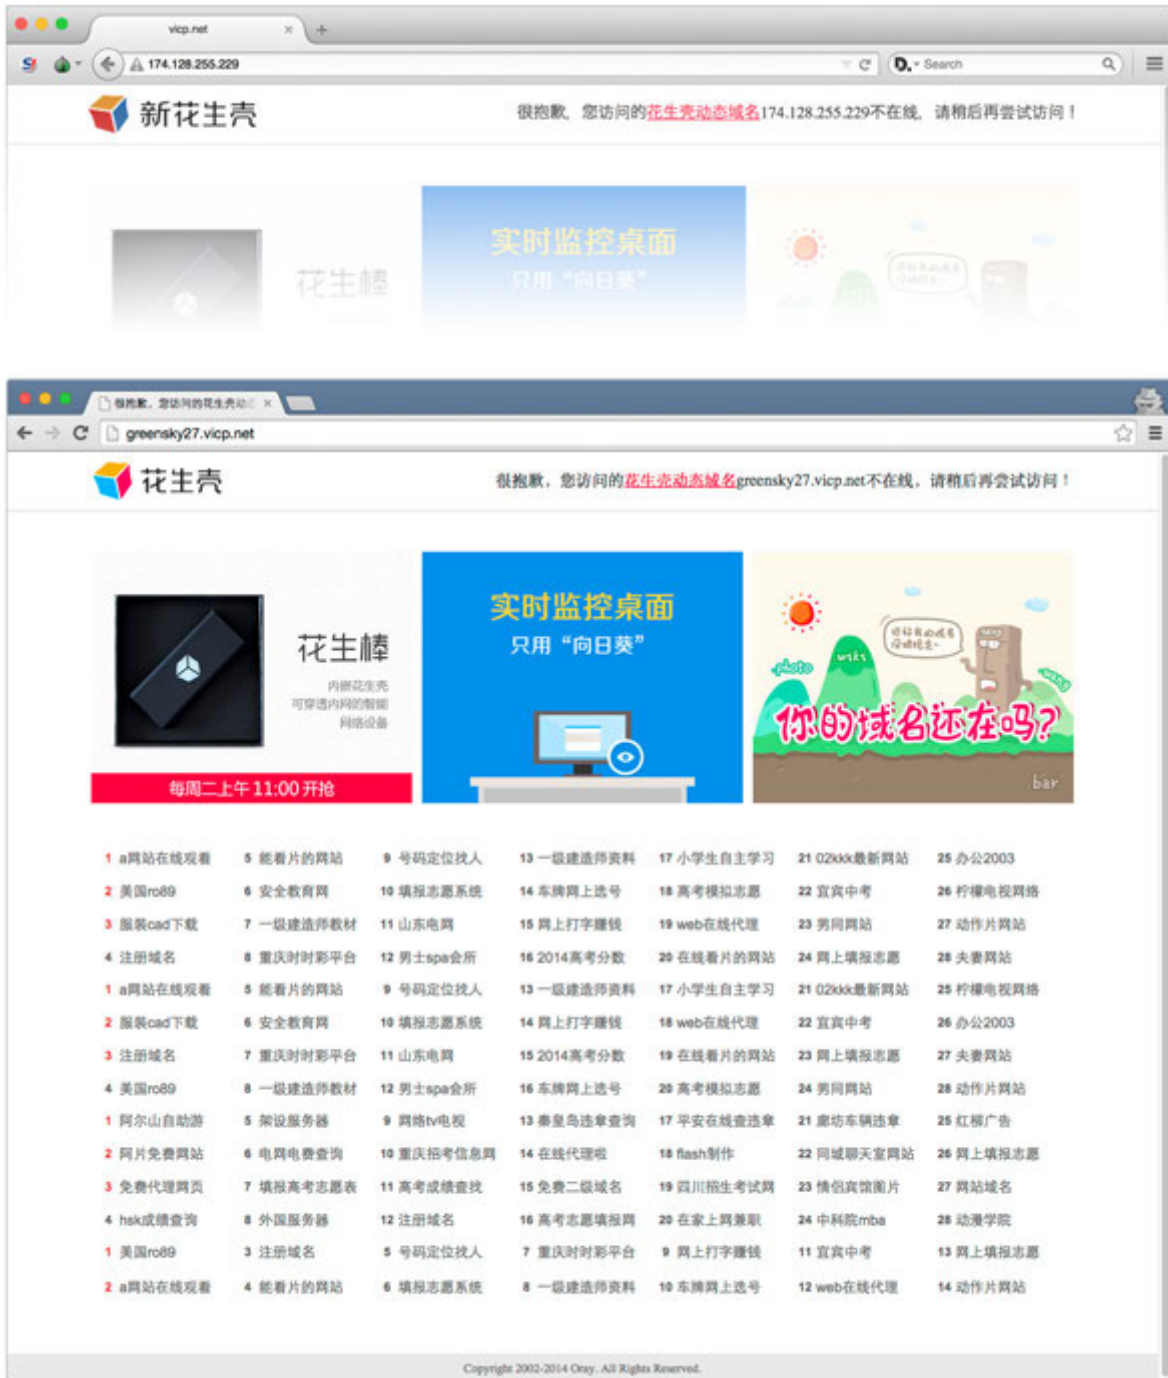 vicp.net
174.128.255.229
Search
新花生壳
很抱歉, 您访问的花生壳动态域名174.128.255.229不在线, 请稍后再尝试访问！
实时监控桌面
花生棒
只用“向日葵”
很抱歉, 您访问的花生壳动
greensky27.vicp.net
花生壳
很抱歉, 您访问的花生壳动态域名greensky27.vicp.net不在线, 请稍后再尝试访问！
实时监控桌面
花生棒
只用“向日葵”
内嵌花生壳
可穿透内网的智能
网络设备
.photo
.wang
你的域名还在吗?
每周二上午 11:00 开抢
.bar
1 a网站在线观看 5 能看片的网站 9 号码定位找人 13 一级建造师资料 17 小学生自主学习 21 02kkk最新网站 25 办公2003
2 美国ro89 6 安全教育网 10 填报志愿系统 14 车牌网上选号 18 高考模拟志愿 22 宜宾中考 26 柠檬电视网络
3 服装cad下载 7 一级建造师教材 11 山东电网 15 网上打字赚钱 19 web在线代理 23 男同网站 27 动作片网站
4 注册域名 8 重庆时时彩平台 12 男士spa会所 16 2014高考分数 20 在线看片的网站 24 网上填报志愿 28 夫妻网站
1 a网站在线观看 5 能看片的网站 9 号码定位找人 13 一级建造师资料 17 小学生自主学习 21 02kkk最新网站 25 柠檬电视网络
2 服装cad下载 6 安全教育网 10 填报志愿系统 14 网上打字赚钱 18 web在线代理 22 宜宾中考 26 办公2003
3 注册域名 7 重庆时时彩平台 11 山东电网 15 2014高考分数 19 在线看片的网站 23 网上填报志愿 27 夫妻网站
4 美国ro89 8 一级建造师教材 12 男士spa会所 16 车牌网上选号 20 高考模拟志愿 24 男同网站 28 动作片网站
1 阿尔山自助游 5 架设服务器 9 网络tv电视 13 秦皇岛违章查询 17 平安在线查违章 21 廊坊车辆违章 25 红柳广告
2 阿片免费网站 6 电网电费查询 10 重庆招考信息网 14 在线代理啦 18 flash制作 22 同城聊天室网站 26 网上填报志愿
3 免费代理网页 7 填报高考志愿表 11 高考成绩查找 15 免费二级域名 19 四川招生考试网 23 情侣宾馆图片 27 网站域名
4 hsk成绩查询 8 外国服务器 12 注册域名 16 高考志愿填报网 20 在家上网兼职 24 中科院mba 28 动漫学院
1 美国ro89 3 注册域名 5 号码定位找人 7 重庆时时彩平台 9 网上打字赚钱 11 宜宾中考 13 网上填报志愿
2 a网站在线观看 4 能看片的网站 6 填报志愿系统 8 一级建造师资料 10 车牌网上选号 12 web在线代理 14 动作片网站
Copyright 2002-2014 Oray. All Rights Reserved.